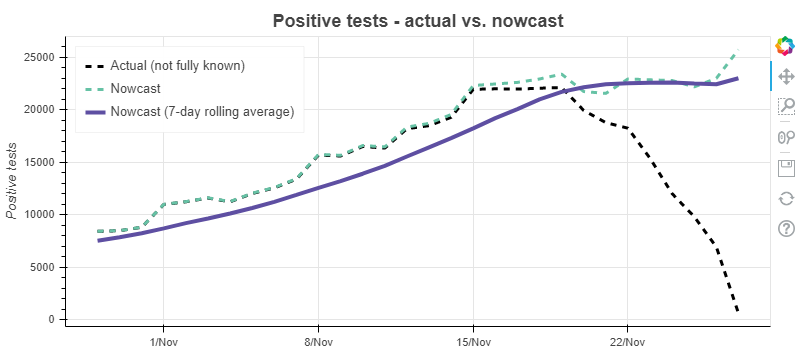 Positive tests - actual vs. nowcast
Actual (not fully known)
Nowcast
Nowcast (7-day rolling average)
Positive tests
25000
20000
15000
10000
5000
0
1/Nov
8/Nov
15/Nov
22/Nov